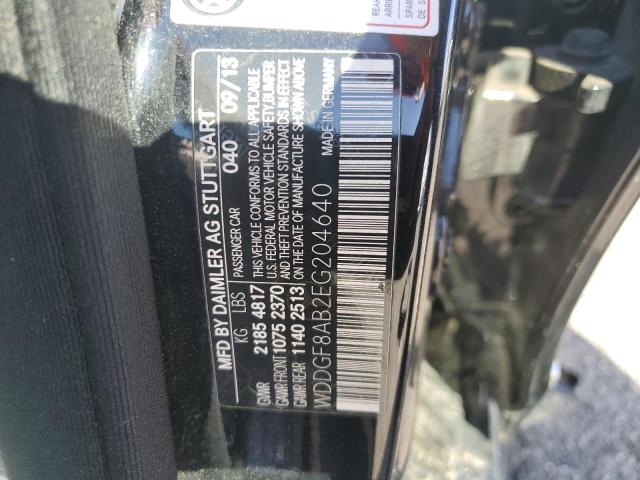 MFD BY DAIMLER AG STUTTGART
040 09/13
PASSENGER CAR
KG LBS
GVWR 2185 4817
GAWR FRONT 1075 2370
GAWR REAR 1140 2513
THIS VEHICLE CONFORMS TO ALL APPLICABLE
U.S. FEDERAL MOTOR VEHICLE SAFETY,BUMPER
AND THEFT PREVENTION STANDARDS IN EFFECT
ON THE DATE OF MANUFACTURE SHOWN ABOVE
WDDGF8AB2EG204640
MADE IN GERMANY